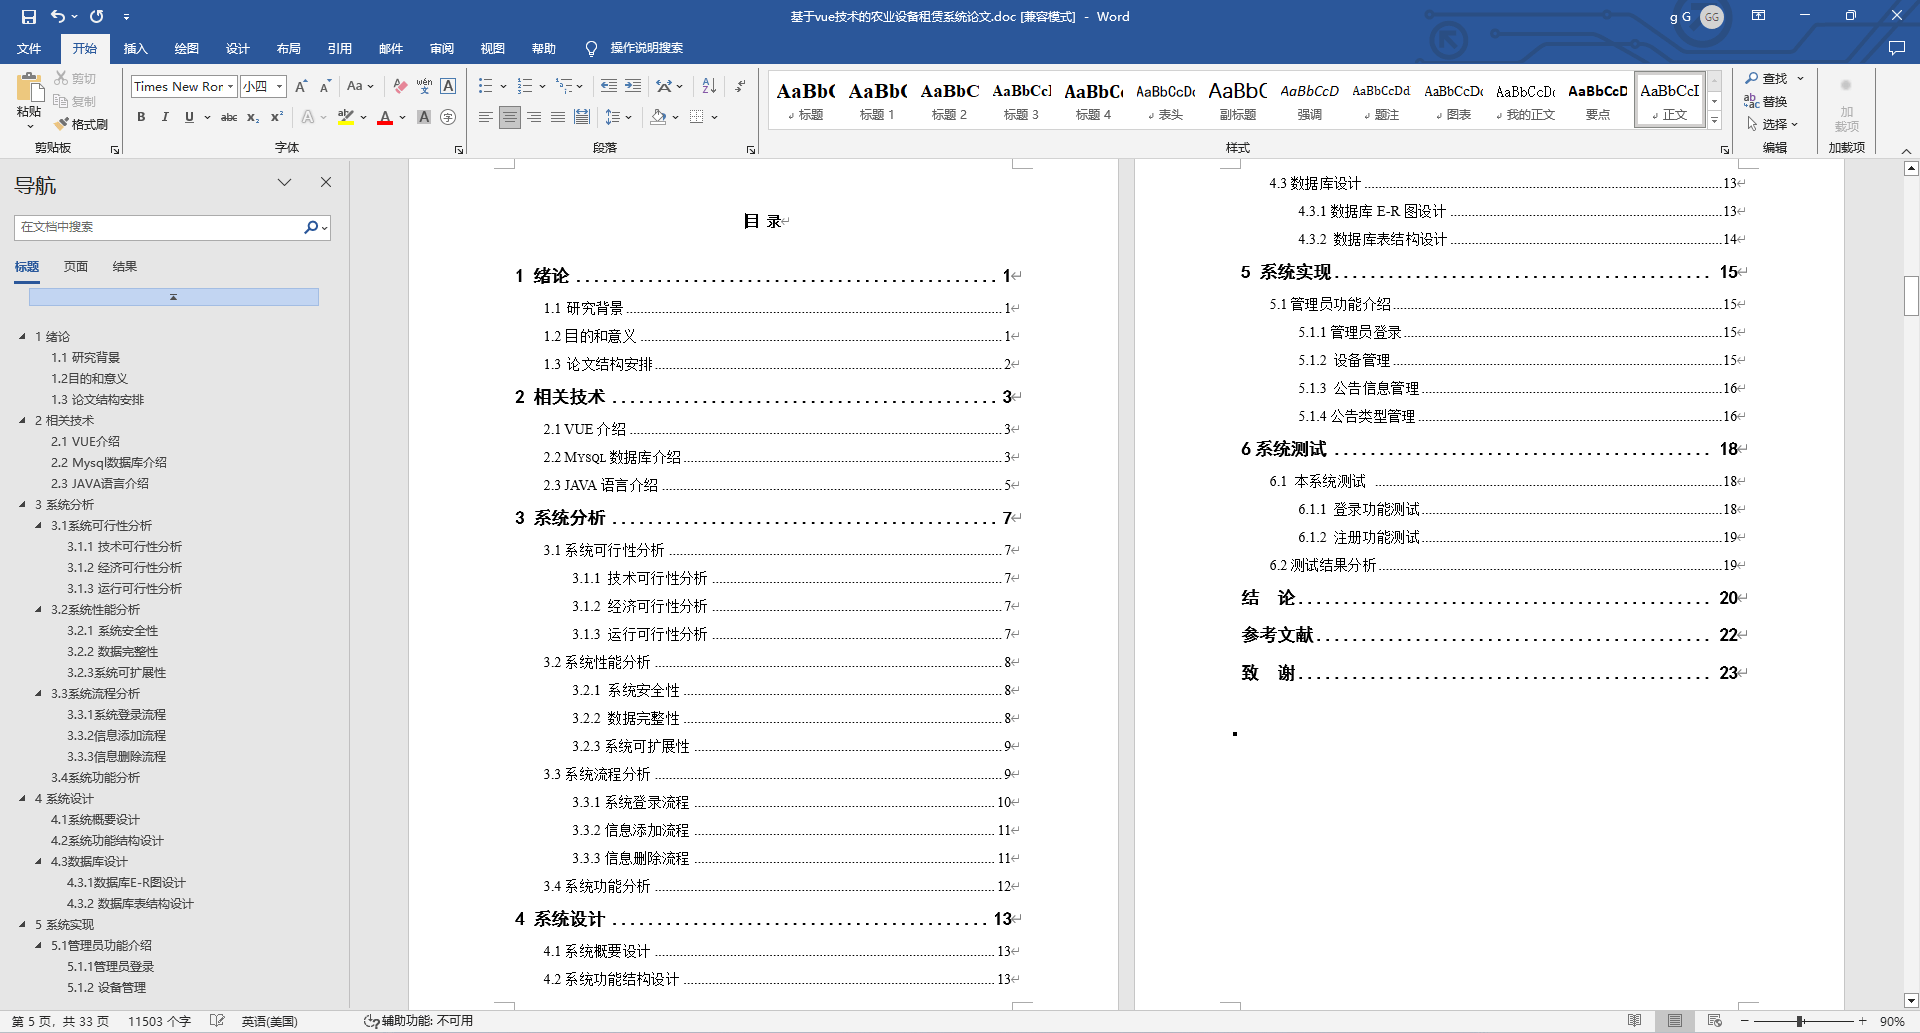 基于vue技术的农业设备租赁系统论文.doc [兼容模式] - Word
g G GG
文件 开始 插入 绘图 设计 布局 引用 邮件 审阅 视图 帮助 操作说明搜索
粘贴 剪切 复制 格式刷
剪贴板
Times New Ror 小四
字体
段落
AaBb( 标题
AaBb( 标题 1
AaBbC 标题 2
AaBbCcl 标题 3
AaBbC( 标题 4
AaBbCcDc 表头
AaBbC 副标题
AaBbCcD 强调
AaBbCcDd 题注
AaBbCcDc 图表
AaBbCcDc 我的正文
AaBbCcD 要点
AaBbCcI 正文
样式
查找
替换
选择
编辑
加载项
加载项
导航
在文档中搜索
标题 页面 结果
1 绪论
1.1 研究背景
1.2目的和意义
1.3 论文结构安排
2 相关技术
2.1 VUE介绍
2.2 Mysql数据库介绍
2.3 JAVA语言介绍
3 系统分析
3.1系统可行性分析
3.1.1 技术可行性分析
3.1.2 经济可行性分析
3.1.3 运行可行性分析
3.2系统性能分析
3.2.1 系统安全性
3.2.2 数据完整性
3.2.3系统可扩展性
3.3系统流程分析
3.3.1系统登录流程
3.3.2信息添加流程
3.3.3信息删除流程
3.4系统功能分析
4 系统设计
4.1系统概要设计
4.2系统功能结构设计
4.3数据库设计
4.3.1数据库E-R图设计
4.3.2 数据库表结构设计
5 系统实现
5.1管理员功能介绍
5.1.1管理员登录
5.1.2 设备管理
目 录
1 绪论 1
1.1 研究背景 1
1.2 目的和意义 1
1.3 论文结构安排 2
2 相关技术 3
2.1 VUE 介绍 3
2.2 MYSQL 数据库介绍 3
2.3 JAVA 语言介绍 5
3 系统分析 7
3.1 系统可行性分析 7
3.1.1 技术可行性分析 7
3.1.2 经济可行性分析 7
3.1.3 运行可行性分析 7
3.2 系统性能分析 8
3.2.1 系统安全性 8
3.2.2 数据完整性 8
3.2.3 系统可扩展性 9
3.3 系统流程分析 9
3.3.1 系统登录流程 10
3.3.2 信息添加流程 11
3.3.3 信息删除流程 11
3.4 系统功能分析 12
4 系统设计 13
4.1 系统概要设计 13
4.2 系统功能结构设计 13
4.3 数据库设计 13
4.3.1 数据库 E-R 图设计 13
4.3.2 数据库表结构设计 14
5 系统实现 15
5.1 管理员功能介绍 15
5.1.1 管理员登录 15
5.1.2 设备管理 15
5.1.3 公告信息管理 16
5.1.4 公告类型管理 16
6 系统测试 18
6.1 本系统测试 18
6.1.1 登录功能测试 18
6.1.2 注册功能测试 19
6.2 测试结果分析 19
结 论 20
参考文献 22
致 谢 23
第 5 页，共 33 页 11503 个字 英语(美国) 辅助功能: 不可用 90%